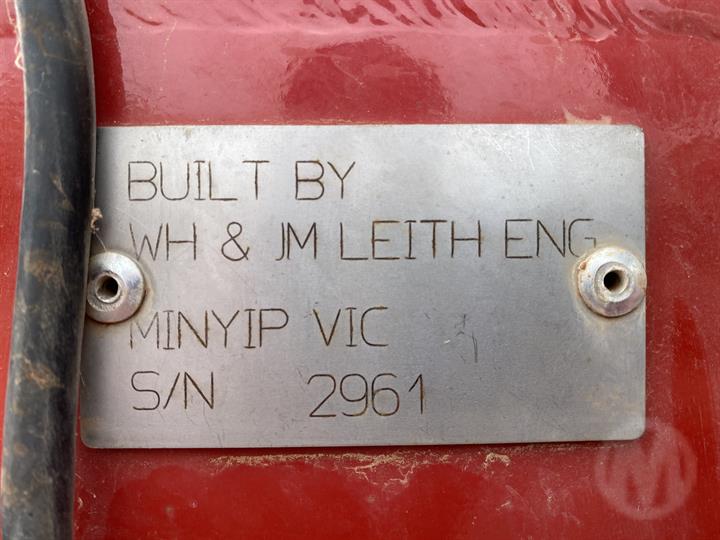 BUILT BY
WH & JM LEITH ENG
MINYIP VIC
S/N 2961
M